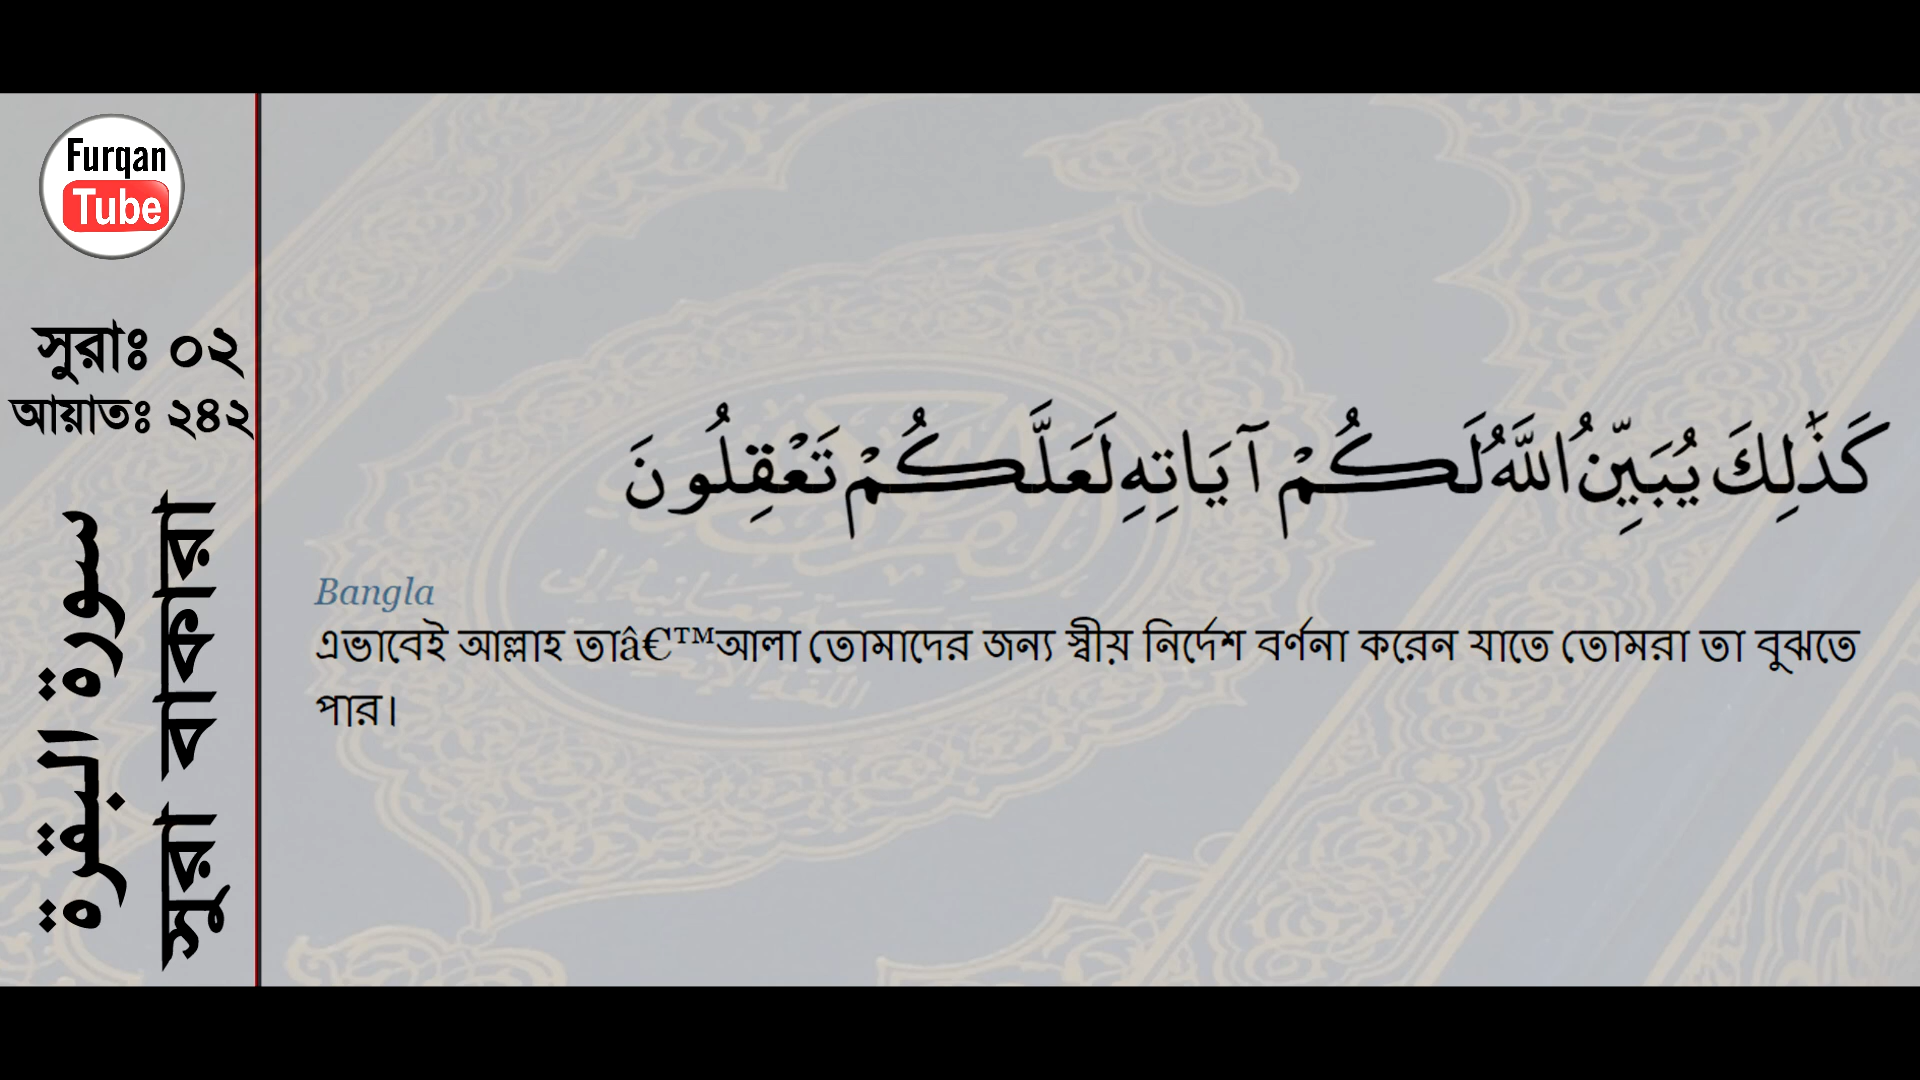 Furqan
Tube
সুরাঃ ০২
আয়াতঃ ২৪২
سورة البقرة
সুরা বাকারা
كَذَٰلِكَ يُبَيِّنُ اللَّهُ لَكُمْ آيَاتِهِ لَعَلَّكُمْ تَعْقِلُونَ
Bangla
এভাবেই আল্লাহ তা’আলা তোমাদের জন্য স্বীয় নির্দেশ বর্ণনা করেন যাতে তোমরা তা বুঝতে
পার।